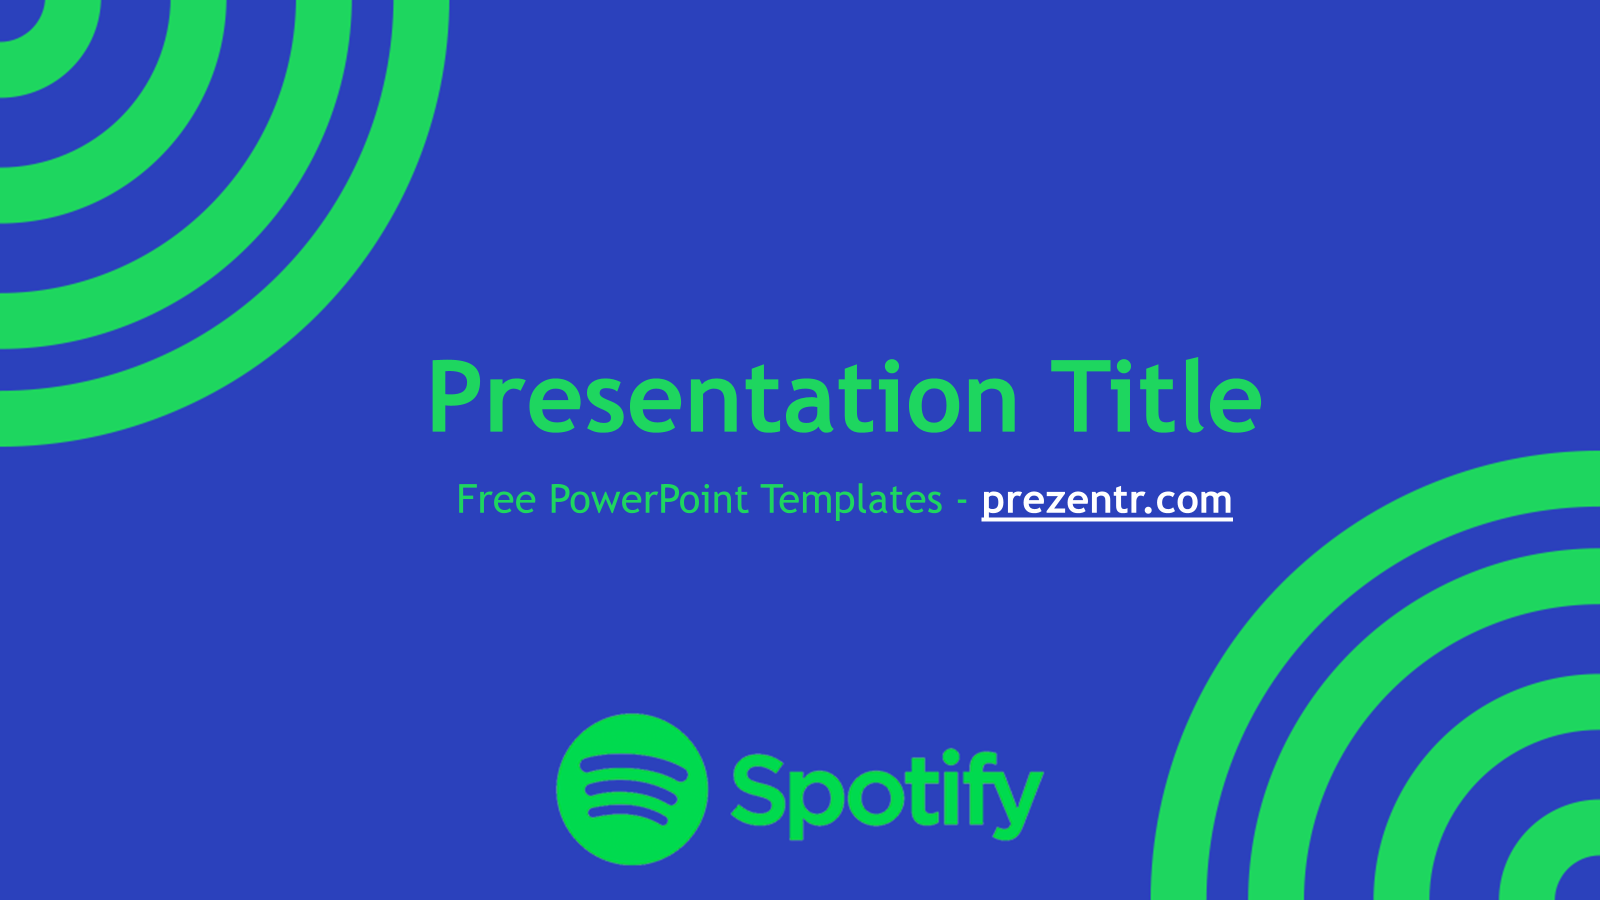 Presentation Title
Free PowerPoint Templates - prezentr.com
Spotify